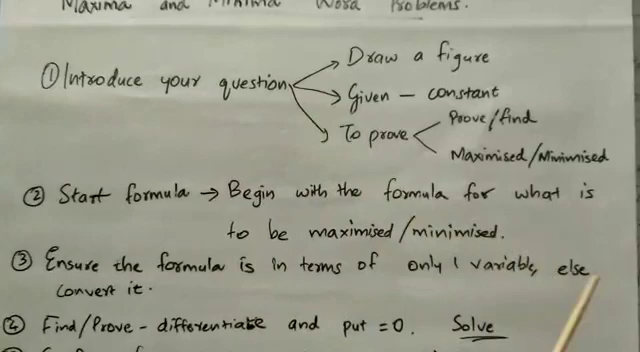 Maxima and Minima Word Problems.
Draw a figure
① Introduce your question
Given - constant
Prove/find
To prove
Maximised/Minimised
② Start formula → Begin with the formula for what is
to be maximised/minimised.
③ Ensure the formula is in terms of only 1 variable, else
convert it.
④ Find/Prove - differentiate and put = 0. Solve